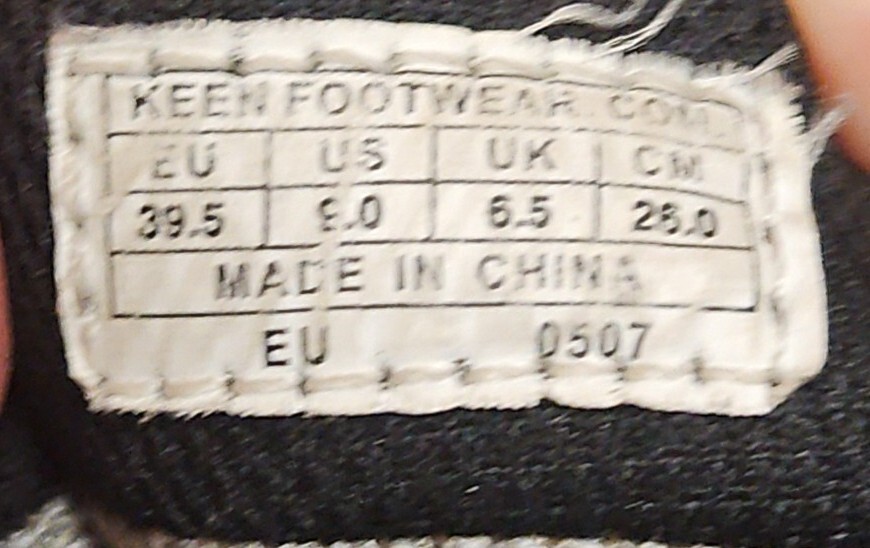 KEEN FOOTWEAR.COM
EU US UK CM
39.5 9.0 6.5 26.0
MADE IN CHINA
EU 0507